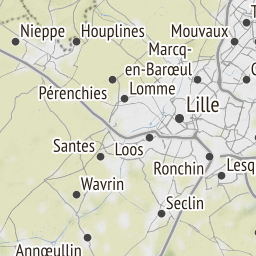 Nieppe
Houplines
Mouvaux
Marcq-
en-Barœul
Pérenchies
Lomme
Lille
Santes
Loos
Ronchin
Lesq
Wavrin
Seclin
Annœullin